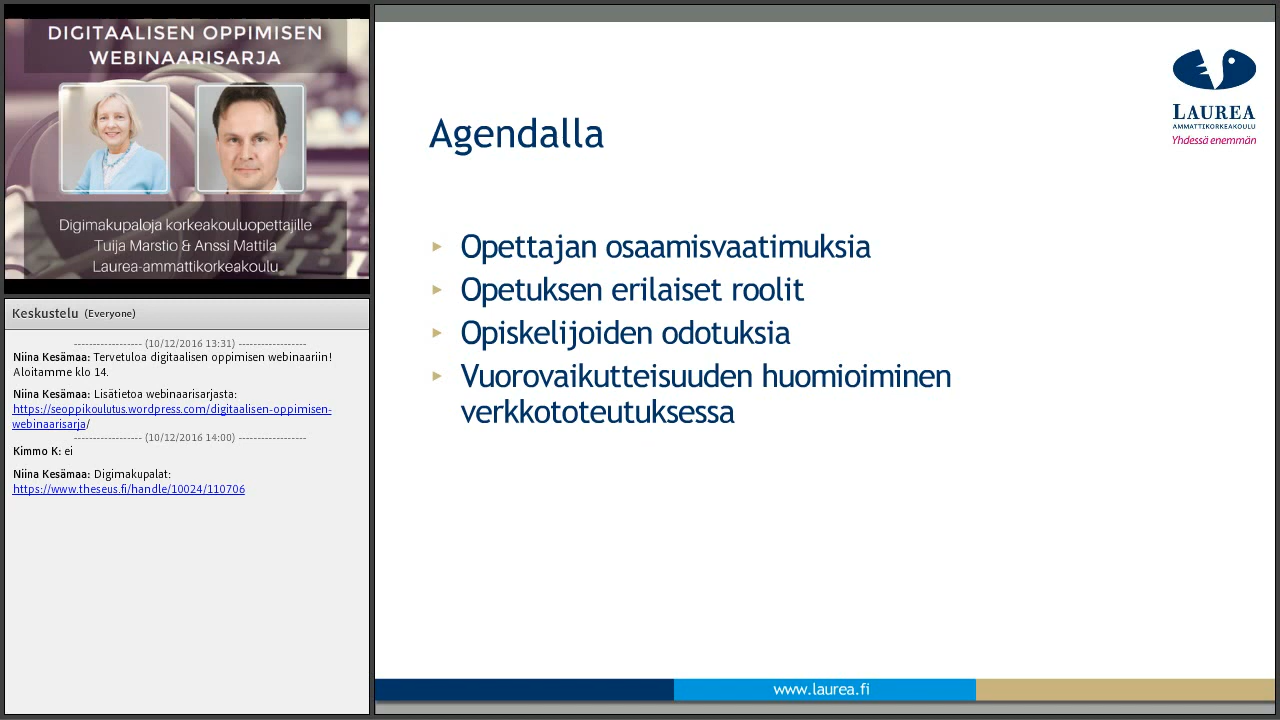 DIGITAALISEN OPPIMISEN
WEBINAARISARJA
Digimakupaloja korkeakouluopettajille
Tuija Marstio & Anssi Mattila
Laurea-ammattikorkeakoulu
Keskustelu (Everyone)
------------------ (10/12/2016 13:31) ------------------
Niina Kesämaa: Tervetuloa digitaalisen oppimisen webinaariin!
Aloitamme klo 14.
Niina Kesämaa: Lisätietoa webinaarisarjasta:
https://seoppikoulutus.wordpress.com/digitaalisen-oppimisen-
webinaarisarja/
------------------ (10/12/2016 14:00) ------------------
Kimmo K: ei
Niina Kesämaa: Digimakupalat:
https://www.theseus.fi/handle/10024/110706
LAUREA
AMMATTIKORKEAKOULU
Yhdessä enemmän
Agendalla
Opettajan osaamisvaatimuksia
Opetuksen erilaiset roolit
Opiskelijoiden odotuksia
Vuorovaikutteisuuden huomioiminen
verkkototeutuksessa
www.laurea.fi